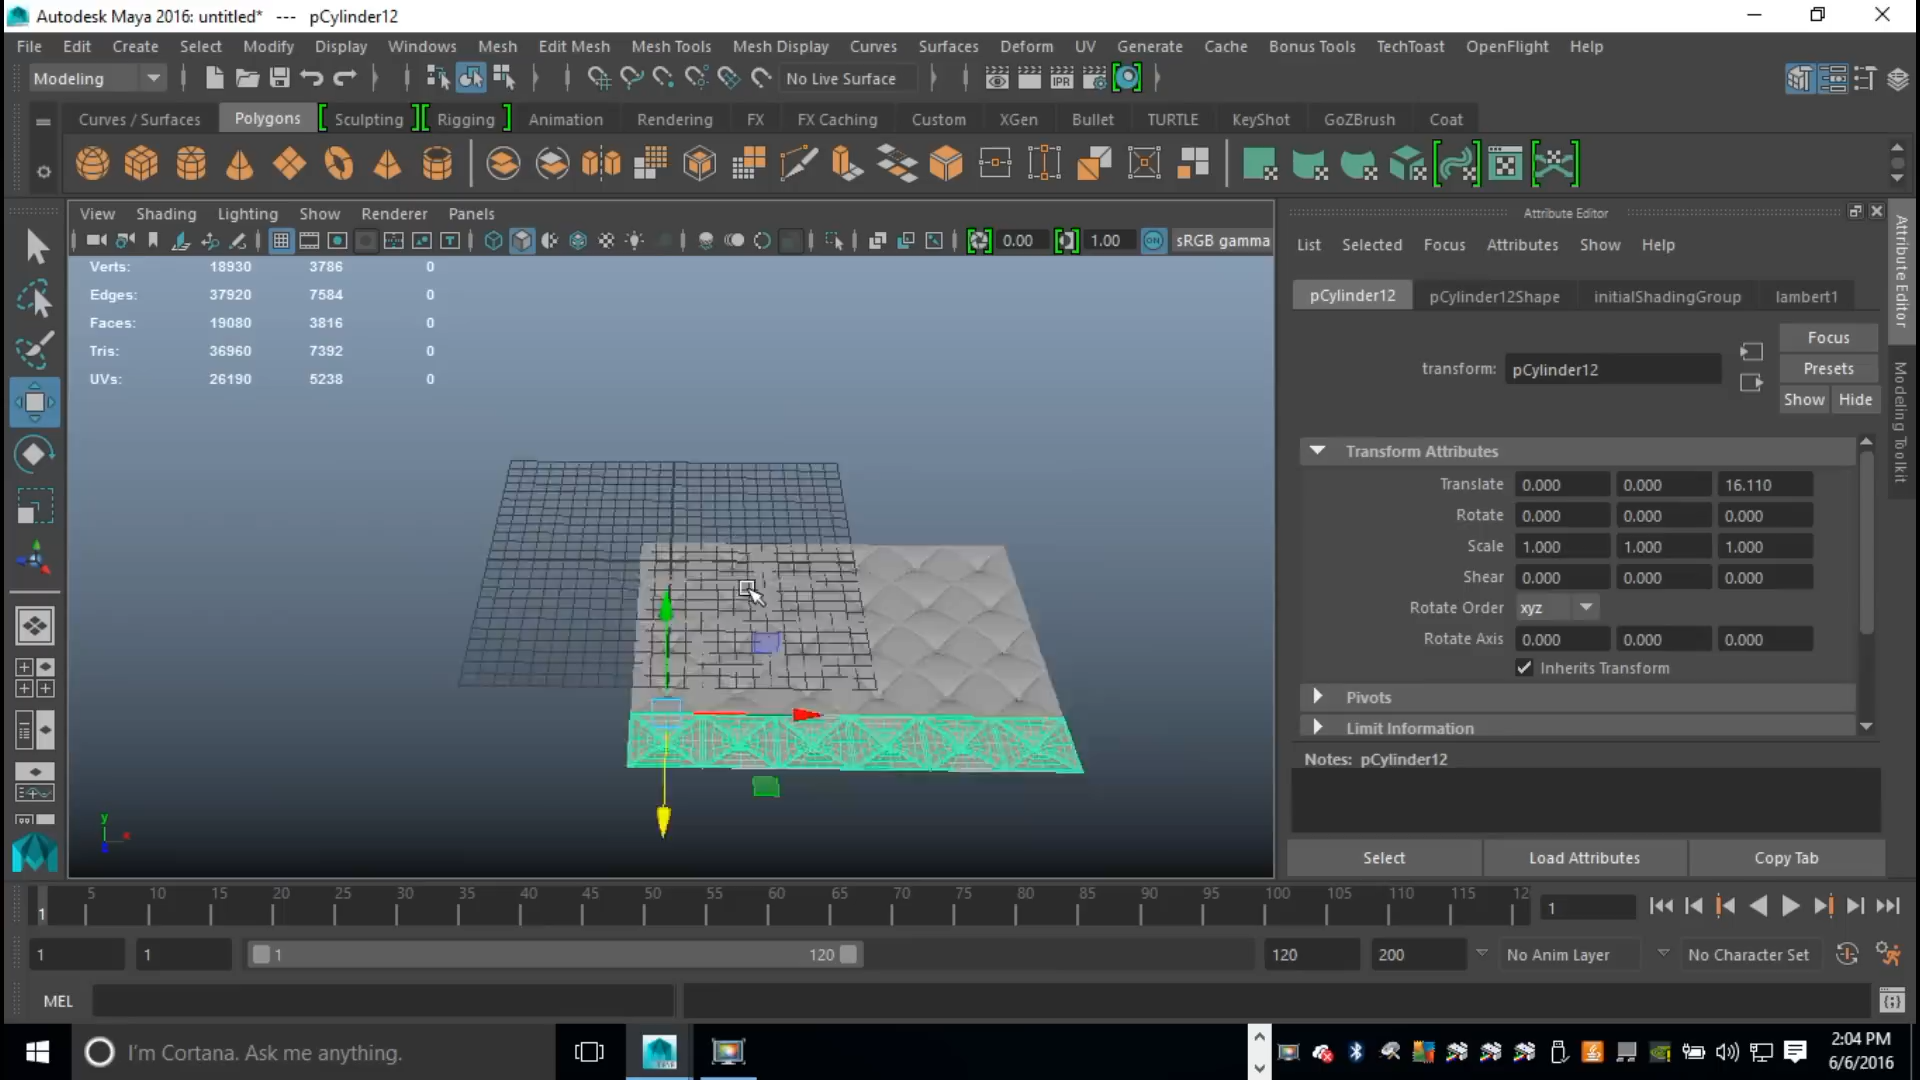 Autodesk Maya 2016: untitled* --- pCylinder12
File Edit Create Select Modify Display Windows Mesh Edit Mesh Mesh Tools Mesh Display Curves Surfaces Deform UV Generate Cache Bonus Tools TechToast OpenFlight Help
Modeling No Live Surface IPR
Curves / Surfaces Polygons Sculpting Rigging Animation Rendering FX FX Caching Custom XGen Bullet TURTLE KeyShot GoZBrush Coat
View Shading Lighting Show Renderer Panels
0.00 1.00 ON sRGB gamma
Verts: 18930 3786 0
Edges: 37920 7584 0
Faces: 19080 3816 0
Tris: 36960 7392 0
UVs: 26190 5238 0
y
Attribute Editor
List Selected Focus Attributes Show Help
pCylinder12 pCylinder12Shape initialShadingGroup lambert1
Focus
transform: pCylinder12 Presets
Show Hide
Transform Attributes
Translate 0.000 0.000 16.110
Rotate 0.000 0.000 0.000
Scale 1.000 1.000 1.000
Shear 0.000 0.000 0.000
Rotate Order xyz
Rotate Axis 0.000 0.000 0.000
Inherits Transform
Pivots
Limit Information
Notes: pCylinder12
Select Load Attributes Copy Tab
Attribute Editor
Modeling Toolkit
5 10 15 20 25 30 35 40 45 50 55 60 65 70 75 80 85 90 95 100 105 110 115 12
1 1
1 1 1 120 120 200 No Anim Layer No Character Set
MEL
I'm Cortana. Ask me anything.
2:04 PM
6/6/2016